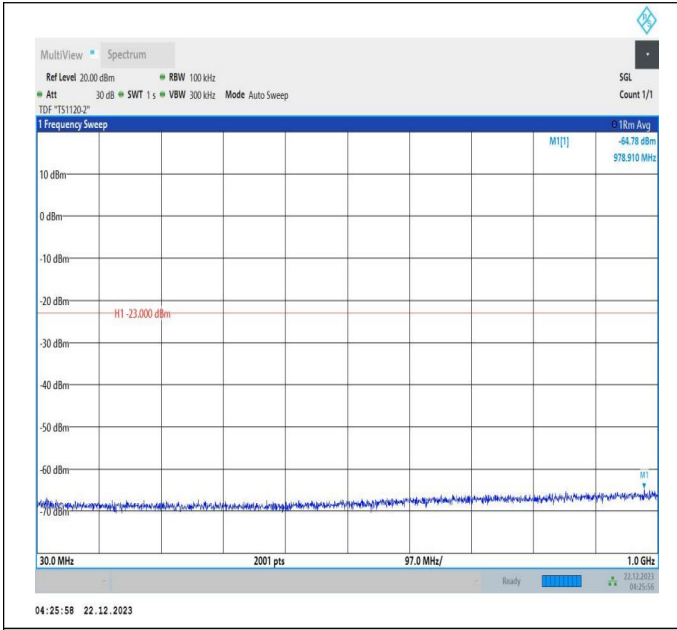 R&S
MultiView Spectrum
Ref Level 20.00 dBm RBW 100 kHz SGL
Att 30 dB SWT 1 s VBW 300 kHz Mode Auto Sweep Count 1/1
TDF "TS1120-2"
1 Frequency Sweep 1Rm Avg
M1[1] -64.78 dBm
978.910 MHz
10 dBm
0 dBm
-10 dBm
-20 dBm
H1 -23.000 dBm
-30 dBm
-40 dBm
-50 dBm
-60 dBm
M1
-70 dBm
30.0 MHz 2001 pts 97.0 MHz/ 1.0 GHz
Ready 22.12.2023
04:25:56
04:25:58 22.12.2023